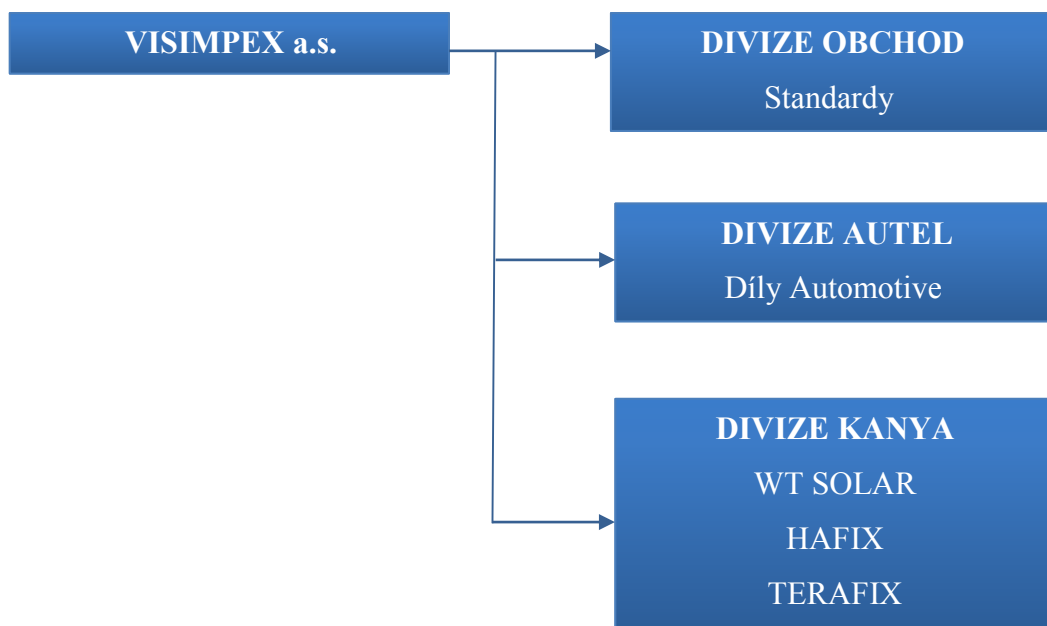 VISIMPEX a.s.
DIVIZE OBCHOD
Standardy
DIVIZE AUTEL
Díly Automotive
DIVIZE KANYA
WT SOLAR
HAFIX
TERAFIX